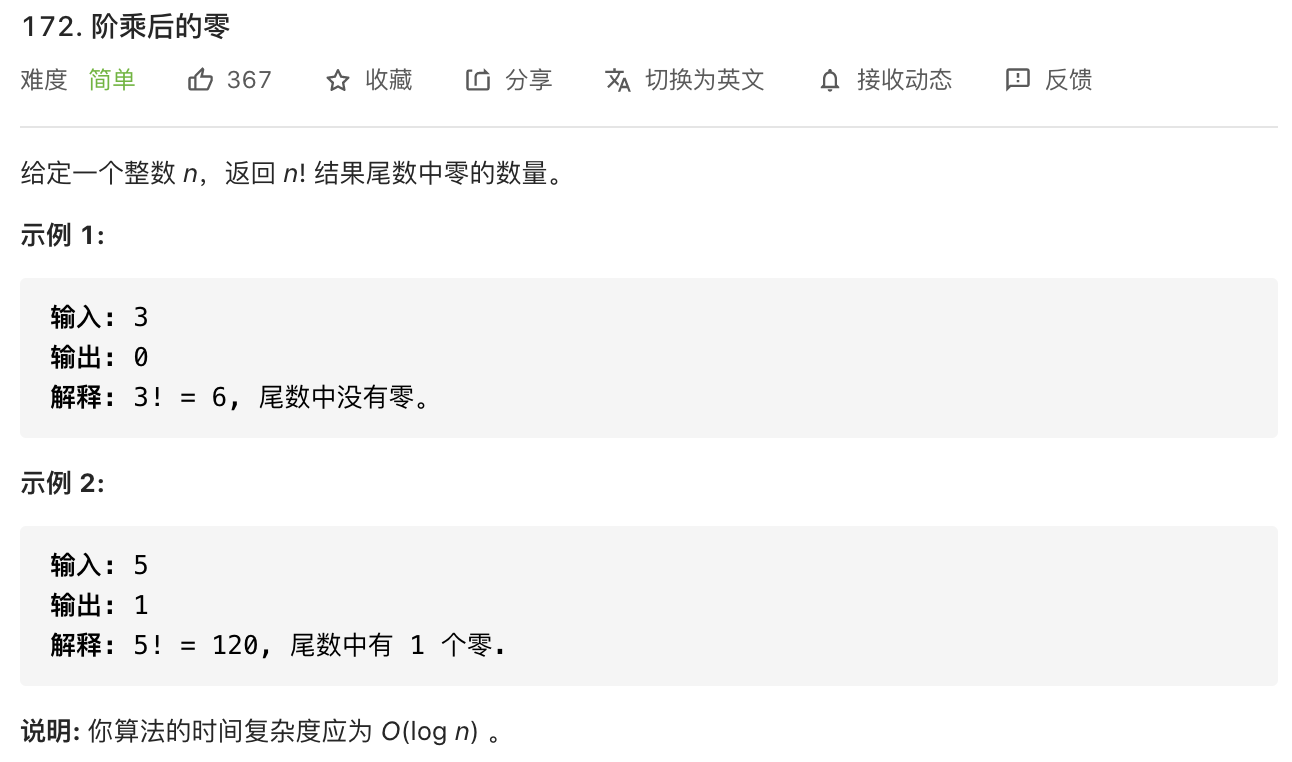 172. 阶乘后的零
难度 简单 367 收藏 分享 切换为英文 接收动态 反馈
给定一个整数 n，返回 n! 结果尾数中零的数量。
示例 1:
输入: 3
输出: 0
解释: 3! = 6, 尾数中没有零。
示例 2:
输入: 5
输出: 1
解释: 5! = 120, 尾数中有 1 个零.
说明: 你算法的时间复杂度应为 O(log n) 。